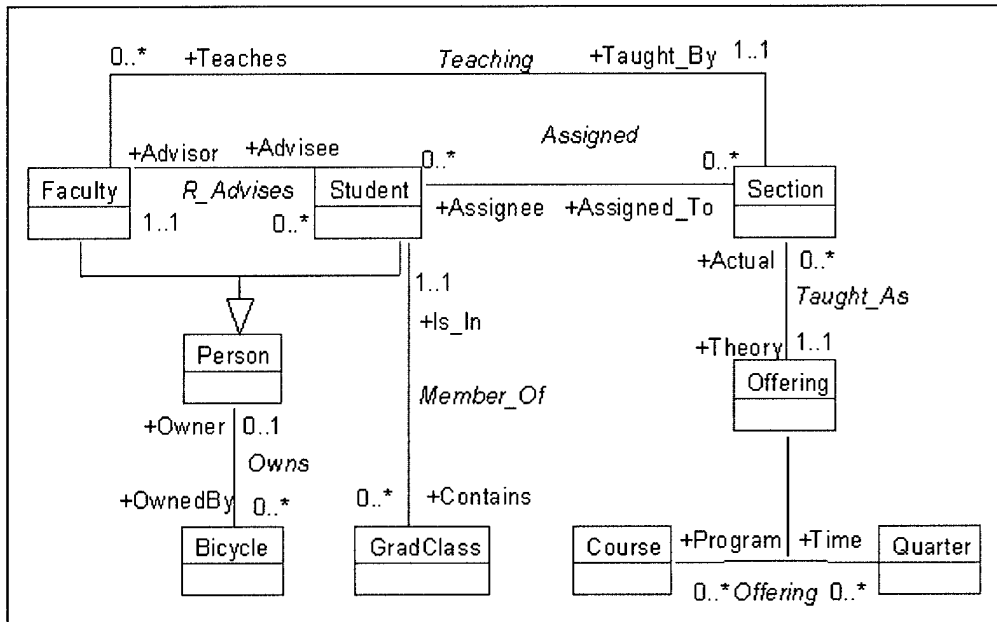 0..* +Teaches Teaching +Taught_By 1..1
+Advisor +Advisee 0..* Assigned 0..*
Faculty R_Advises Student Section
1..1 0..* +Assignee +Assigned_To
+Actual 0..*
1..1 Taught_As
+Is_In
Person +Theory 1..1
Offering
Member_Of
+Owner 0..1
Owns
+OwnedBy 0..* 0..* +Contains
Bicycle GradClass Course +Program +Time Quarter
0..* Offering 0..*